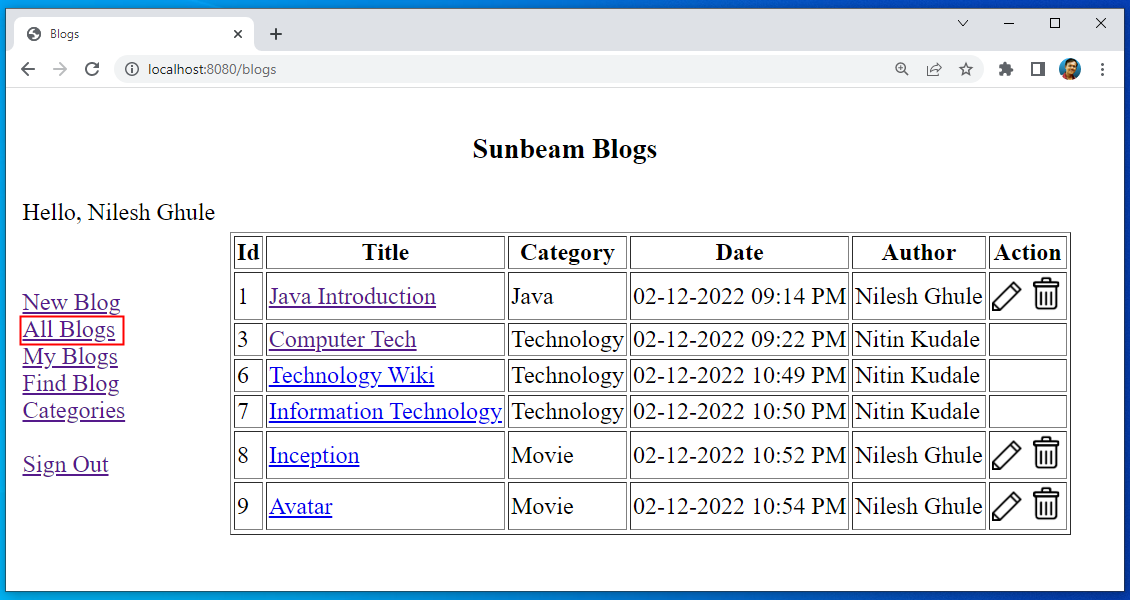 Blogs
localhost:8080/blogs
Sunbeam Blogs
Hello, Nilesh Ghule
New Blog
All Blogs
My Blogs
Find Blog
Categories
Sign Out
Id Title Category Date Author Action
1 Java Introduction Java 02-12-2022 09:14 PM Nilesh Ghule
3 Computer Tech Technology 02-12-2022 09:22 PM Nitin Kudale
6 Technology Wiki Technology 02-12-2022 10:49 PM Nitin Kudale
7 Information Technology Technology 02-12-2022 10:50 PM Nitin Kudale
8 Inception Movie 02-12-2022 10:52 PM Nilesh Ghule
9 Avatar Movie 02-12-2022 10:54 PM Nilesh Ghule